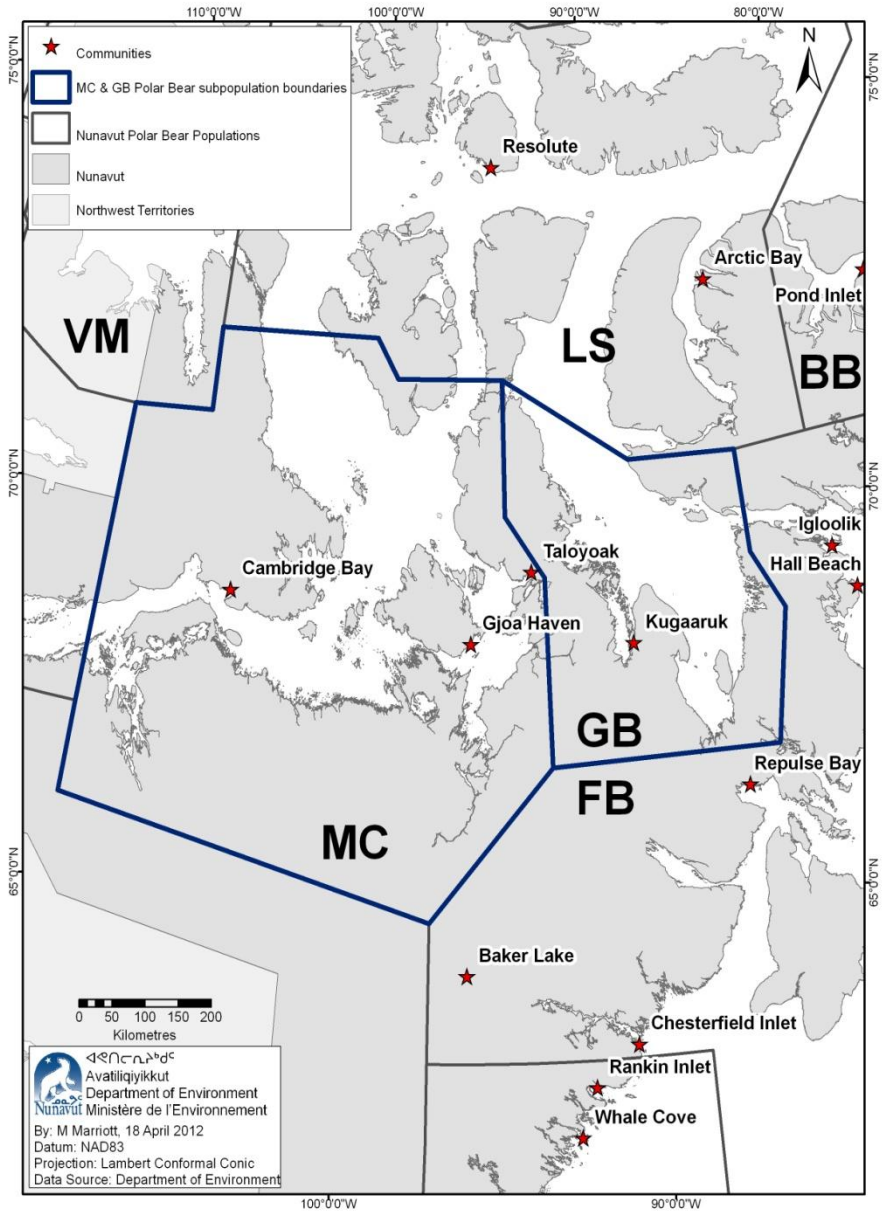 110°0'0"W
100°0'0"W
90°0'0"W
80°0'0"W
75°0'0"N
75°0'0"N
Communities
MC & GB Polar Bear subpopulation boundaries
Nunavut Polar Bear Populations
Nunavut
Northwest Territories
N
Resolute
Arctic Bay
Pond Inlet
VM
LS
BB
70°0'0"N
70°0'0"N
Igloolik
Hall Beach
Taloyoak
Cambridge Bay
Gjoa Haven
Kugaaruk
GB
Repulse Bay
FB
MC
65°0'0"N
65°0'0"N
Baker Lake
Chesterfield Inlet
Rankin Inlet
Whale Cove
0 50 100 150 200
Kilometres
ᐊᕙᑎᓕᕆᔨᒃᑯᑦ
Avatiliqiyikkut
Department of Environment
Ministère de l'Environnement
Nunavut
By: M Marriott, 18 April 2012
Datum: NAD83
Projection: Lambert Conformal Conic
Data Source: Department of Environment
100°0'0"W
90°0'0"W